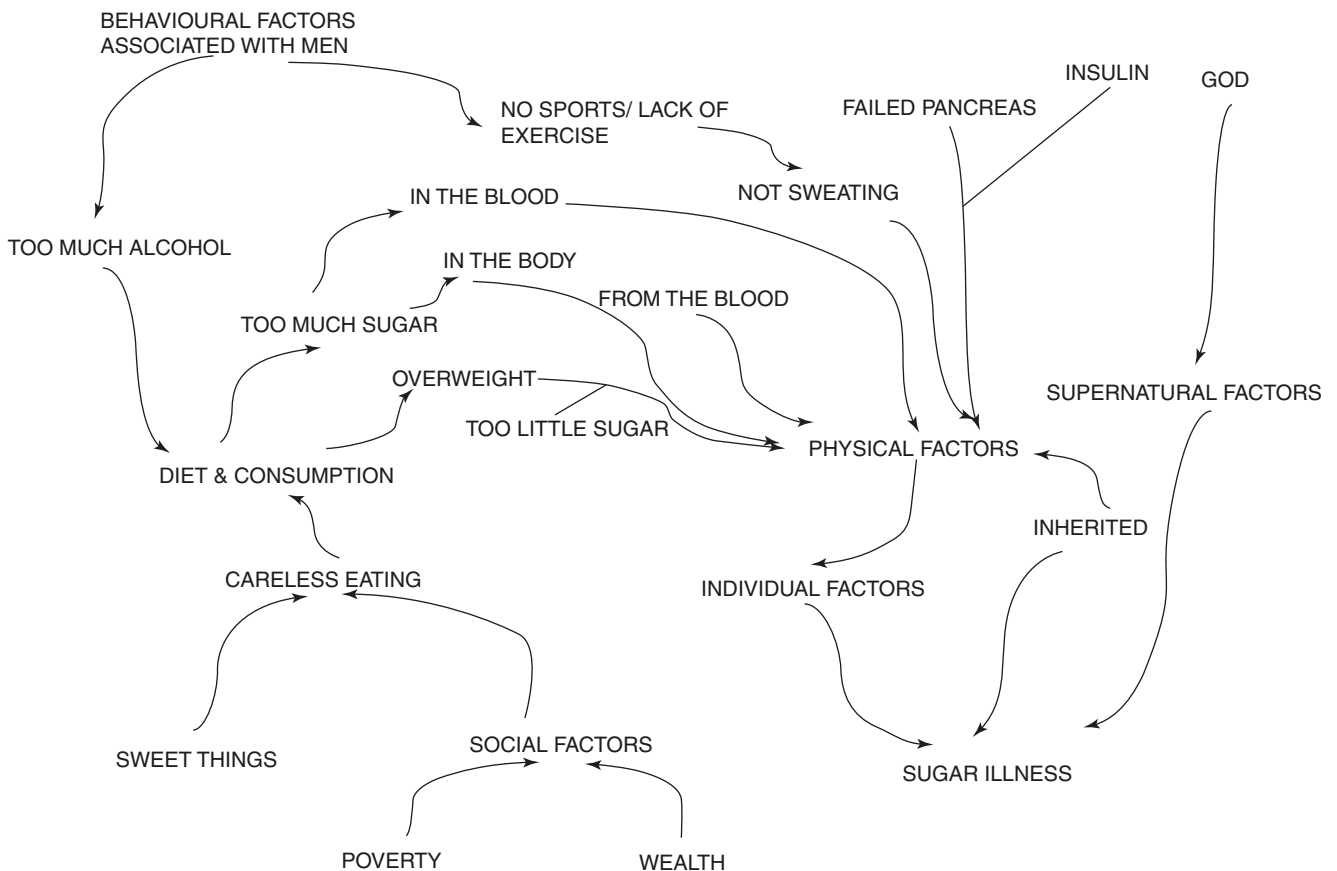 BEHAVIOURAL FACTORS
ASSOCIATED WITH MEN
INSULIN
GOD
NO SPORTS/ LACK OF
EXERCISE
FAILED PANCREAS
NOT SWEATING
IN THE BLOOD
TOO MUCH ALCOHOL
IN THE BODY
FROM THE BLOOD
TOO MUCH SUGAR
OVERWEIGHT
SUPERNATURAL FACTORS
TOO LITTLE SUGAR
PHYSICAL FACTORS
DIET & CONSUMPTION
INHERITED
CARELESS EATING
INDIVIDUAL FACTORS
SWEET THINGS
SOCIAL FACTORS
SUGAR ILLNESS
POVERTY
WEALTH